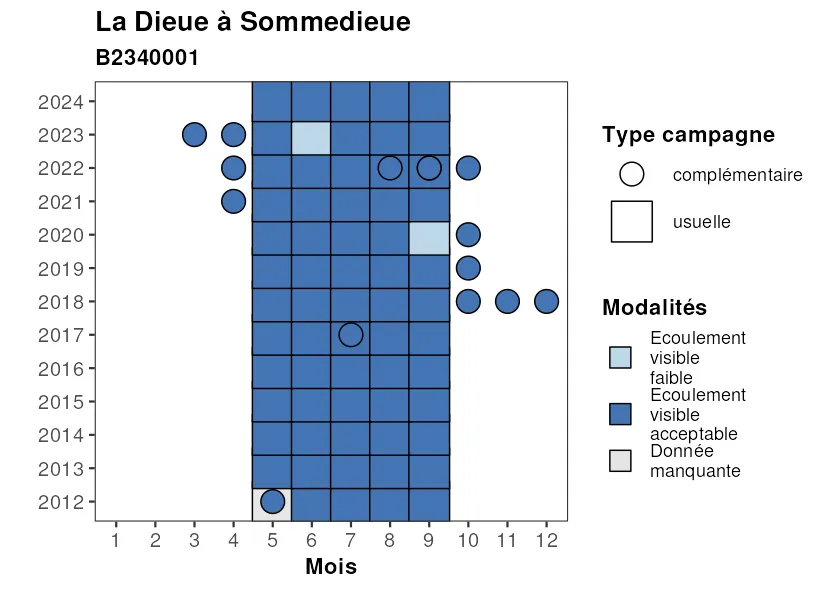 La Dieue à Sommedieue
B2340001
2024
2023
2022
2021
2020
2019
2018
2017
2016
2015
2014
2013
2012
1 2 3 4 5 6 7 8 9 10 11 12
Mois
Type campagne
complémentaire
usuelle
Modalités
Ecoulement
visible
faible
Ecoulement
visible
acceptable
Donnée
manquante